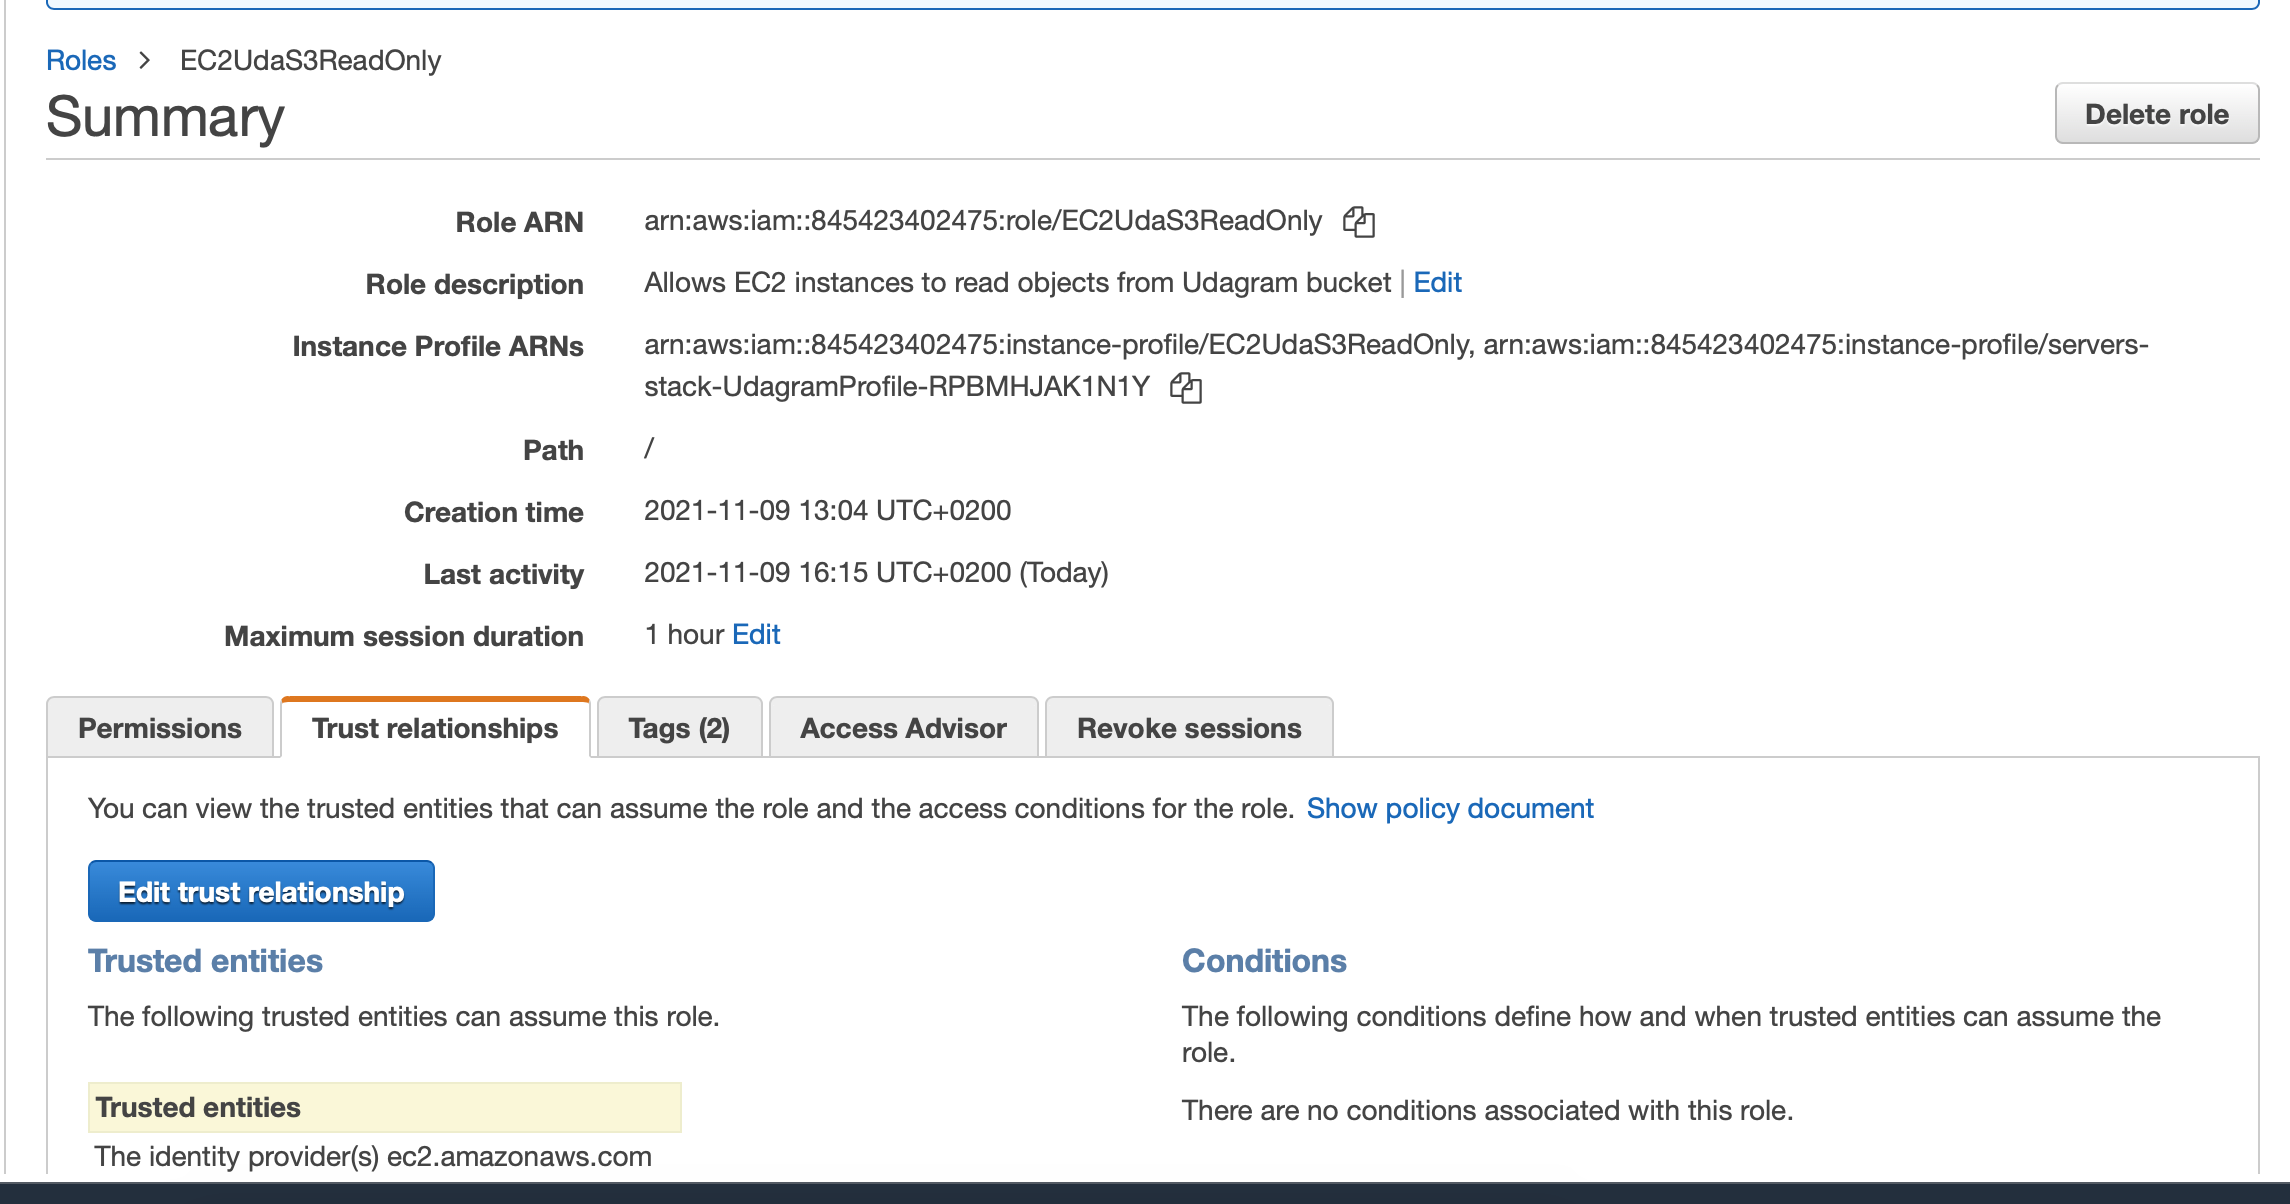 Roles > EC2UdaS3ReadOnly
Summary
Delete role
Role ARN arn:aws:iam::845423402475:role/EC2UdaS3ReadOnly
Role description Allows EC2 instances to read objects from Udagram bucket | Edit
Instance Profile ARNs arn:aws:iam::845423402475:instance-profile/EC2UdaS3ReadOnly, arn:aws:iam::845423402475:instance-profile/servers-
stack-UdagramProfile-RPBMHJAK1N1Y
Path /
Creation time 2021-11-09 13:04 UTC+0200
Last activity 2021-11-09 16:15 UTC+0200 (Today)
Maximum session duration 1 hour Edit
Permissions Trust relationships Tags (2) Access Advisor Revoke sessions
You can view the trusted entities that can assume the role and the access conditions for the role. Show policy document
Edit trust relationship
Trusted entities
The following trusted entities can assume this role.
Trusted entities
The identity provider(s) ec2.amazonaws.com
Conditions
The following conditions define how and when trusted entities can assume the
role.
There are no conditions associated with this role.